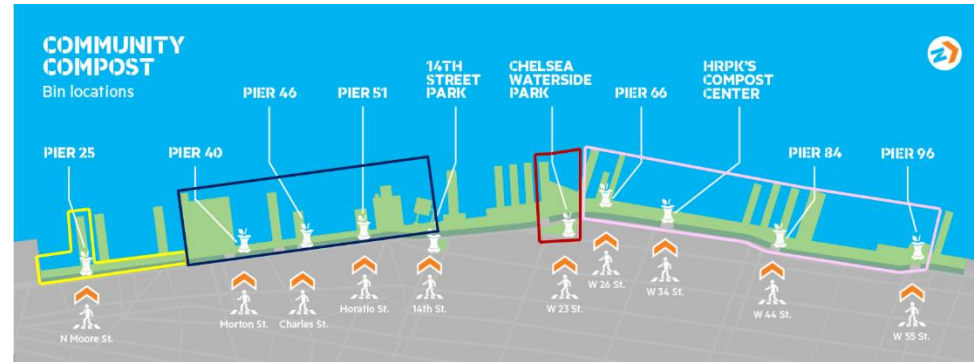 COMMUNITY
COMPOST
Bin locations
PIER 25
PIER 40
PIER 46
PIER 51
14TH
STREET
PARK
CHELSEA
WATERSIDE
PARK
PIER 66
HRPK'S
COMPOST
CENTER
PIER 84
PIER 96
N Moore St.
Morton St.
Charles St.
Horatio St.
14th St.
W 23 St.
W 26 St.
W 34 St.
W 44 St.
W 55 St.
N